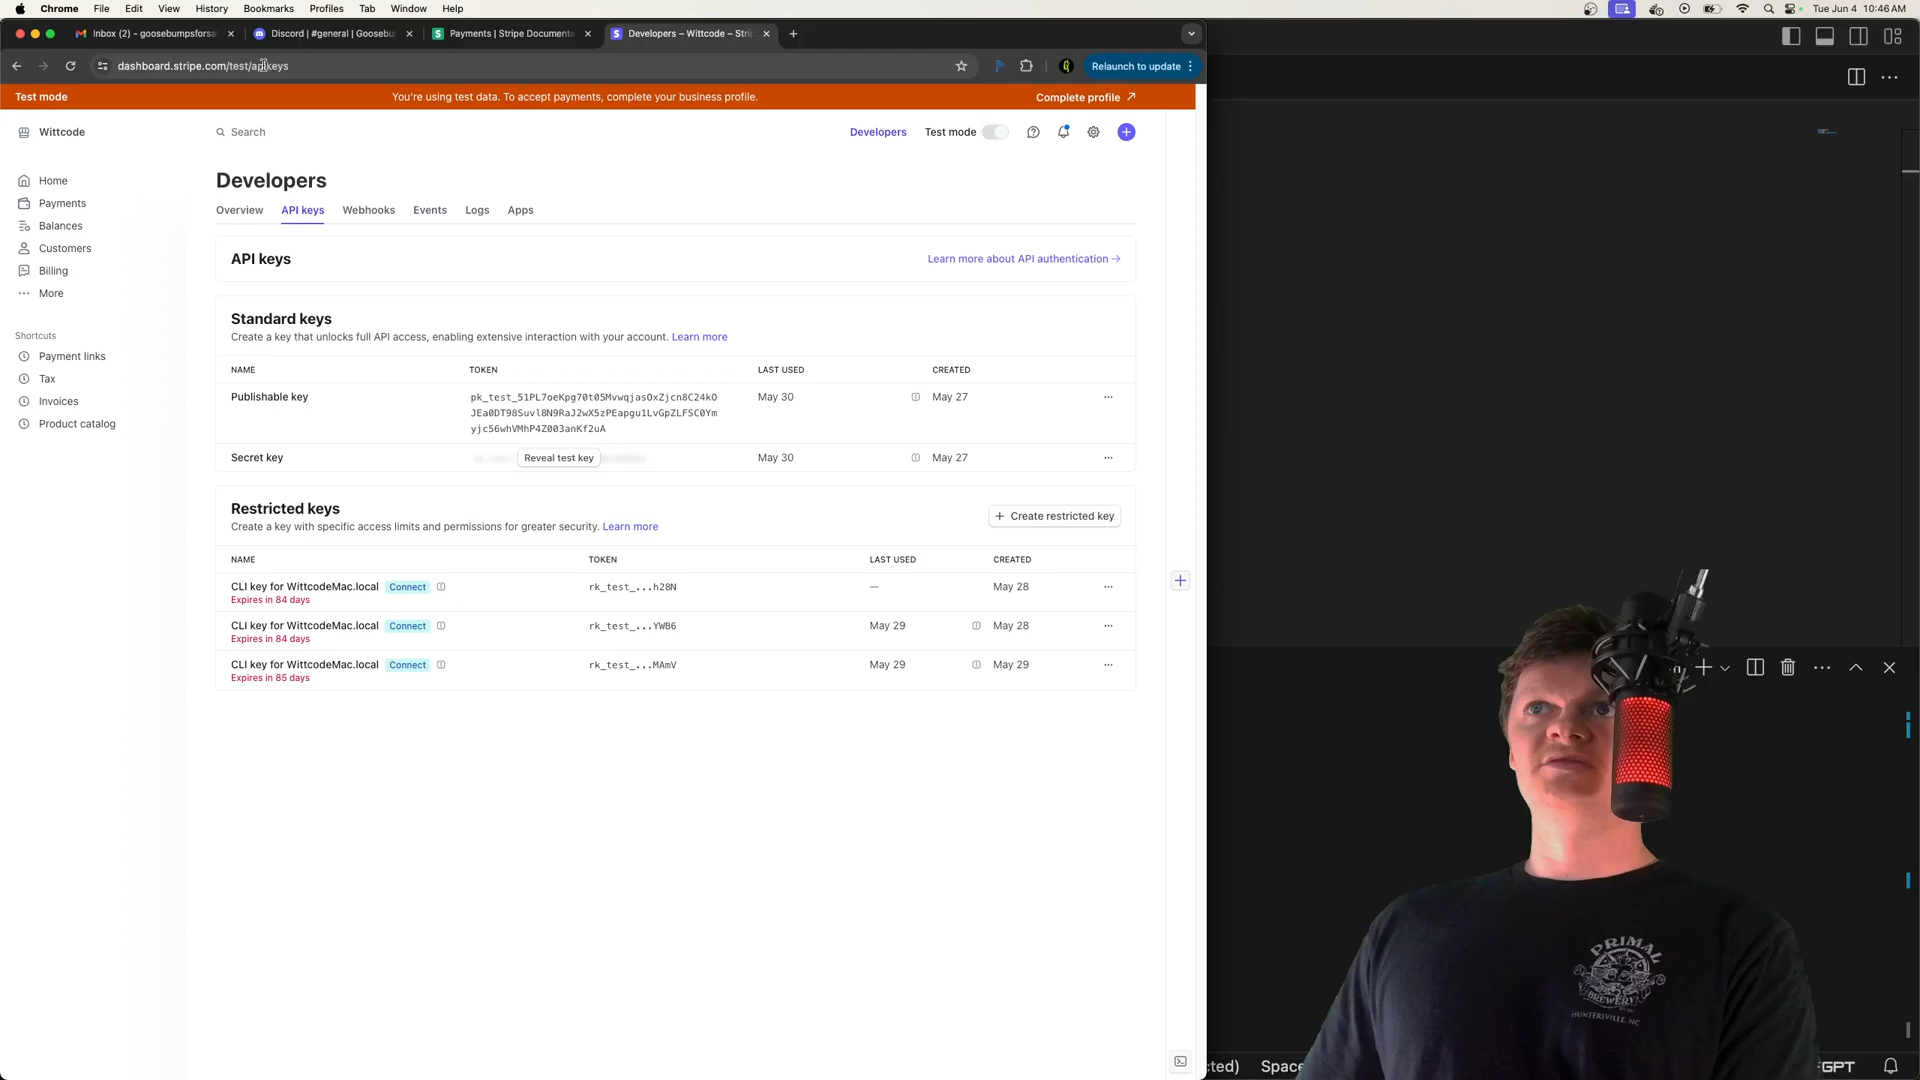 Chrome File Edit View History Bookmarks Profiles Tab Window Help
Tue Jun 4 10:46 AM
Inbox (2) - goosebumpsforsa
Discord | #general | Goosebu
Payments | Stripe Documenta
Developers – Wittcode – Stri
dashboard.stripe.com/test/apikeys
Relaunch to update
Test mode
You're using test data. To accept payments, complete your business profile.
Complete profile
Wittcode
Search
Developers
Test mode
Home
Payments
Balances
Customers
Billing
More
Shortcuts
Payment links
Tax
Invoices
Product catalog
Developers
Overview API keys Webhooks Events Logs Apps
API keys
Learn more about API authentication
Standard keys
Create a key that unlocks full API access, enabling extensive interaction with your account. Learn more
NAME TOKEN LAST USED CREATED
Publishable key
pk_test_51PL7oeKpg70t05MvwqjasOxZjcn8C24kO
JEa0DT98Suvl8N9RaJ2wX5zPEapgu1LvGpZLFSC0Ym
yjc56whVMhP4Z003anKf2uA
May 30
May 27
Secret key
Reveal test key
May 30
May 27
Restricted keys
Create a key with specific access limits and permissions for greater security. Learn more
Create restricted key
NAME TOKEN LAST USED CREATED
CLI key for WittcodeMac.local Connect rk_test_...h28N — May 28
Expires in 84 days
CLI key for WittcodeMac.local Connect rk_test_...YWB6 May 29 May 28
Expires in 84 days
CLI key for WittcodeMac.local Connect rk_test_...MAmV May 29 May 29
Expires in 85 days
PRIMAL
BREWERY
HUNTERSVILLE, NC
cted) Space
GPT